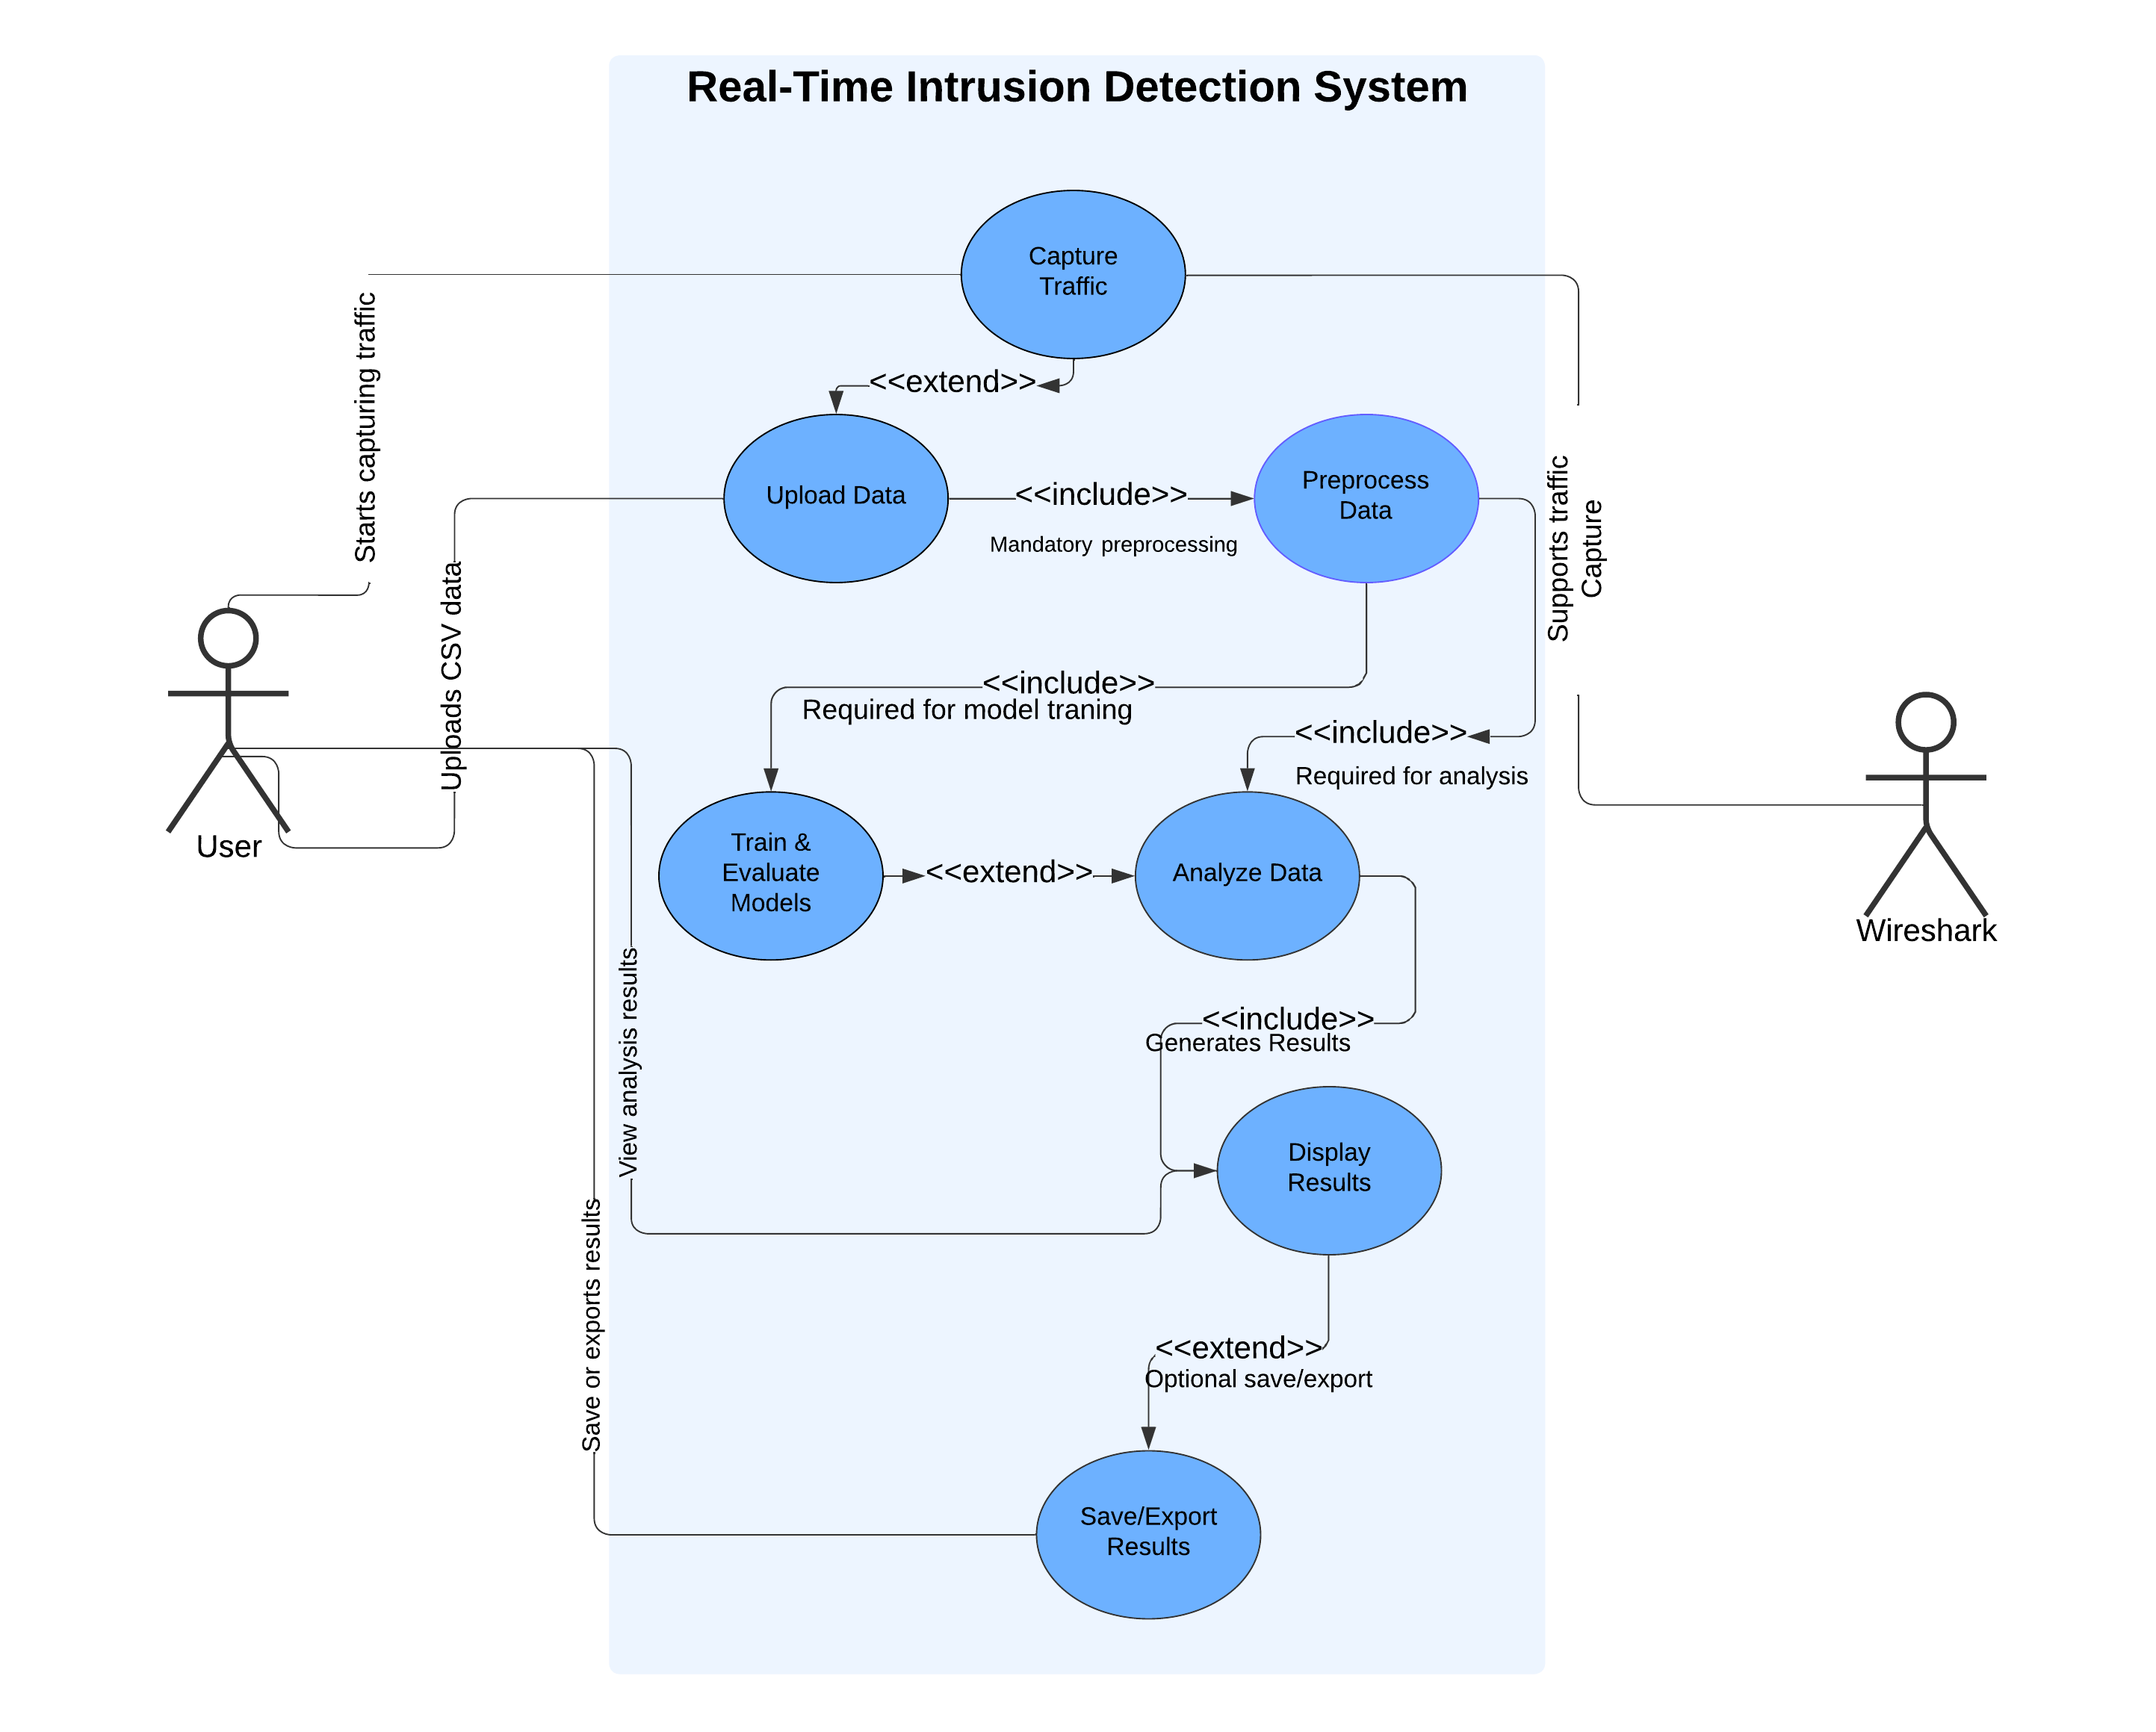 Real-Time Intrusion Detection System
Capture
Traffic
Starts capturing traffic
<<extend>>
Upload Data
<<include>>
Mandatory preprocessing
Preprocess
Data
Supports traffic
Capture
Uploads CSV data
<<include>>
Required for model traning
<<include>>
Required for analysis
User
Wireshark
Train &
Evaluate
Models
<<extend>>
Analyze Data
View analysis results
<<include>>
Generates Results
Display
Results
Save or exports results
<<extend>>
Optional save/export
Save/Export
Results